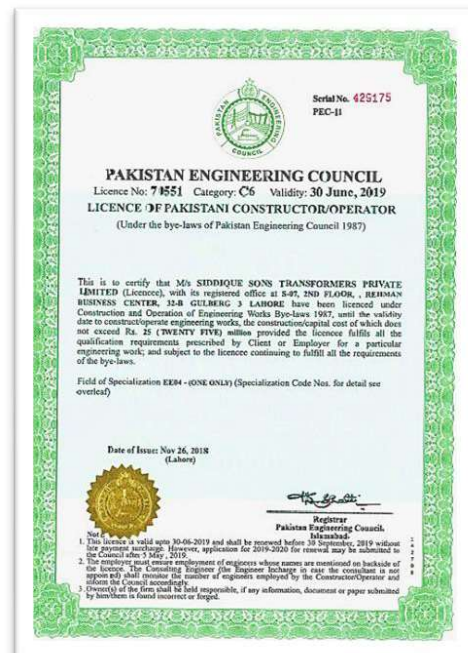 PAKISTAN ENGINEERING
COUNCIL
Serial No. 425175
PEC-II
PAKISTAN ENGINEERING COUNCIL
Licence No: 74551 Category: C6 Validity: 30 June, 2019
LICENCE OF PAKISTANI CONSTRUCTOR/OPERATOR
(Under the bye-laws of Pakistan Engineering Council 1987)
This is to certify that M/s SIDDIQUE SONS TRANSFORMERS PRIVATE
LIMITED (Licencee), with its registered office at S-07, 2ND FLOOR, , REHMAN
BUSINESS CENTER, 32-B GULBERG 3 LAHORE have been licenced under
Construction and Operation of Engineering Works Bye-laws 1987, until the validity
date to construct/operate engineering works, the construction/capital cost of which does
not exceed Rs. 25 (TWENTY FIVE) million provided the licencee fulfils all the
qualification requirements prescribed by Client or Employer for a particular
engineering work; and subject to the licencee continuing to fulfill all the requirements
of the bye-laws.
Field of Specialization EE04 - (ONE ONLY) (Specialization Code Nos. for detail see
overleaf)
Date of Issue: Nov 26, 2018
(Lahore)
Registrar
Pakistan Engineering Council,
Islamabad.
Note
1. This licence is valid upto 30-06-2019 and shall be renewed before 30 September, 2019 without
late payment surcharge. However, application for 2019-2020 for renewal may be submitted to
the Council after 5 May, 2019.
2. The employer must ensure employment of engineers whose names are mentioned on backside of
the licence. The Consulting Engineer (the Engineer Incharge in case the consultant is not
appointed) shall monitor the number of engineers employed by the Constructor/Operator and
inform the Council accordingly.
3. Owner(s) of the firm shall be held responsible, if any information, document or paper submitted
by him/them is found incorrect or forged.